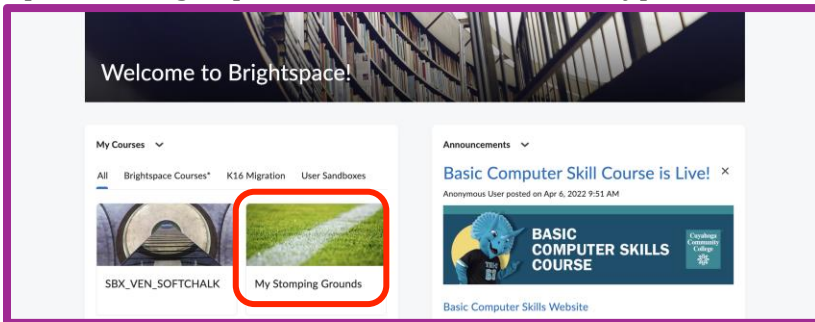 Welcome to Brightspace!
My Courses
All Brightspace Courses* K16 Migration User Sandboxes
SBX_VEN_SOFTCHALK
My Stomping Grounds
Announcements
Basic Computer Skill Course is Live! ×
Anonymous User posted on Apr 6, 2022 9:51 AM
BASIC
COMPUTER SKILLS
COURSE
Cuyahoga
Community
College
Basic Computer Skills Website